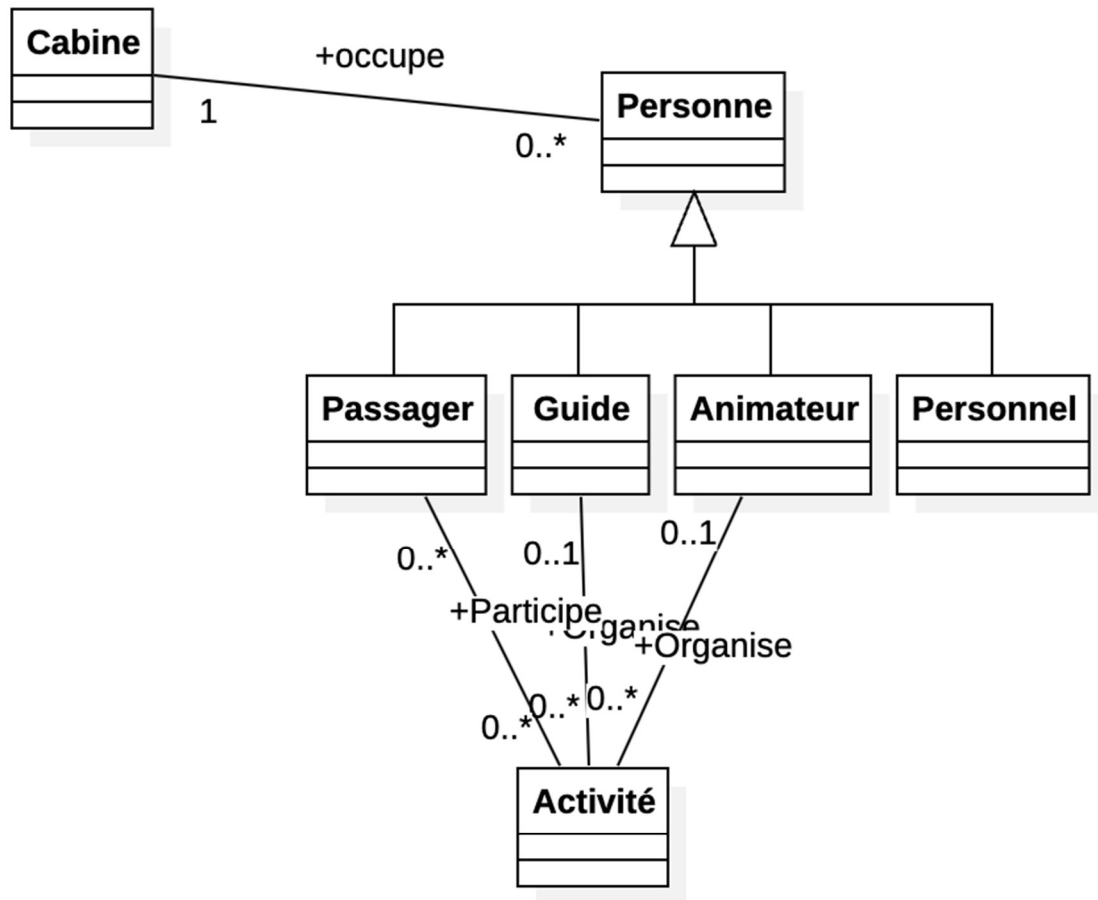 Cabine
+occupe
1
0..*
Personne
Passager
Guide
Animateur
Personnel
0..*
0..1
0..1
+Participe
+Organise
+Organise
0..*
0..*
0..*
Activité